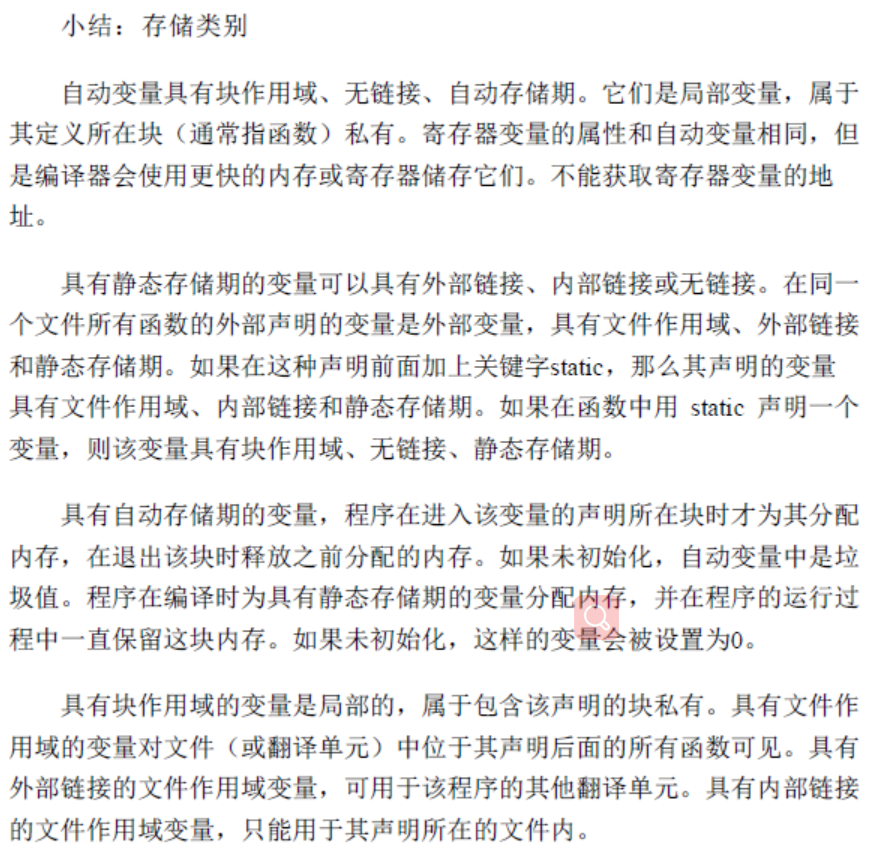 小结：存储类别
自动变量具有块作用域、无链接、自动存储期。它们是局部变量，属于
其定义所在块（通常指函数）私有。寄存器变量的属性和自动变量相同，但
是编译器会使用更快的内存或寄存器储存它们。不能获取寄存器变量的地
址。
具有静态存储期的变量可以具有外部链接、内部链接或无链接。在同一
个文件所有函数的外部声明的变量是外部变量，具有文件作用域、外部链接
和静态存储期。如果在这种声明前面加上关键字static，那么其声明的变量
具有文件作用域、内部链接和静态存储期。如果在函数中用 static 声明一个
变量，则该变量具有块作用域、无链接、静态存储期。
具有自动存储期的变量，程序在进入该变量的声明所在块时才为其分配
内存，在退出该块时释放之前分配的内存。如果未初始化，自动变量中是垃
圾值。程序在编译时为具有静态存储期的变量分配内存，并在程序的运行过
程中一直保留这块内存。如果未初始化，这样的变量会被设置为0。
具有块作用域的变量是局部的，属于包含该声明的块私有。具有文件作
用域的变量对文件（或翻译单元）中位于其声明后面的所有函数可见。具有
外部链接的文件作用域变量，可用于该程序的其他翻译单元。具有内部链接
的文件作用域变量，只能用于其声明所在的文件内。